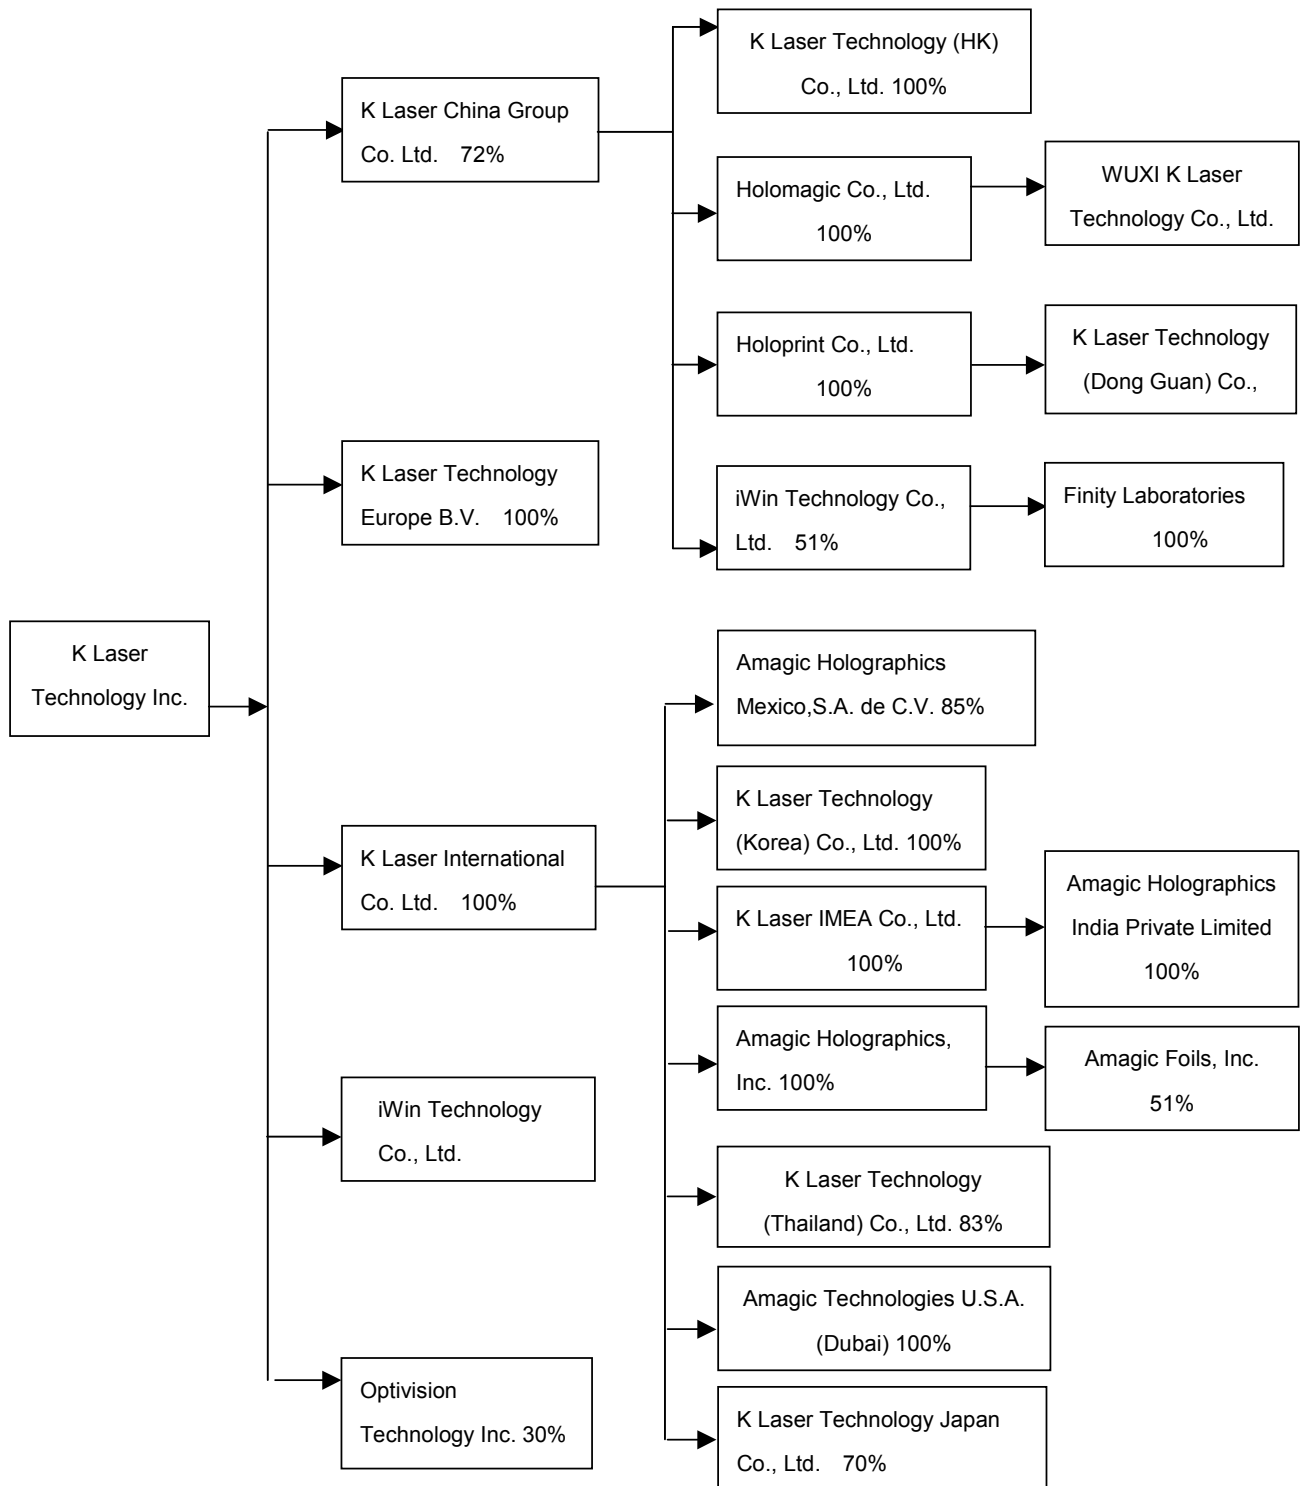 K Laser
Technology Inc.
K Laser China Group
Co. Ltd. 72%
K Laser Technology
Europe B.V. 100%
K Laser International
Co. Ltd. 100%
iWin Technology
Co., Ltd.
Optivision
Technology Inc. 30%
K Laser Technology (HK)
Co., Ltd. 100%
Holomagic Co., Ltd.
100%
Holoprint Co., Ltd.
100%
iWin Technology Co.,
Ltd. 51%
Amagic Holographics
Mexico,S.A. de C.V. 85%
K Laser Technology
(Korea) Co., Ltd. 100%
K Laser IMEA Co., Ltd.
100%
Amagic Holographics,
Inc. 100%
K Laser Technology
(Thailand) Co., Ltd. 83%
Amagic Technologies U.S.A.
(Dubai) 100%
K Laser Technology Japan
Co., Ltd. 70%
WUXI K Laser
Technology Co., Ltd.
K Laser Technology
(Dong Guan) Co.,
Finity Laboratories
100%
Amagic Holographics
India Private Limited
100%
Amagic Foils, Inc.
51%